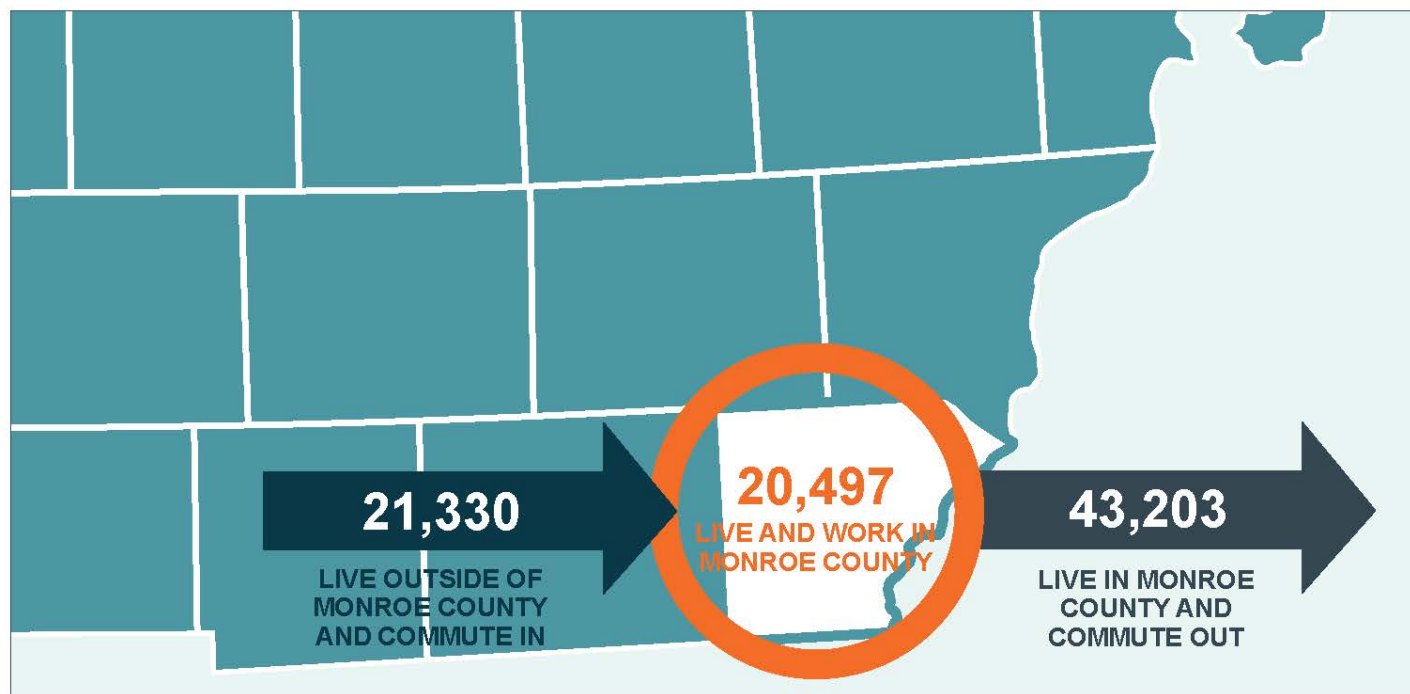 21,330
LIVE OUTSIDE OF
MONROE COUNTY
AND COMMUTE IN
20,497
LIVE AND WORK IN
MONROE COUNTY
43,203
LIVE IN MONROE
COUNTY AND
COMMUTE OUT